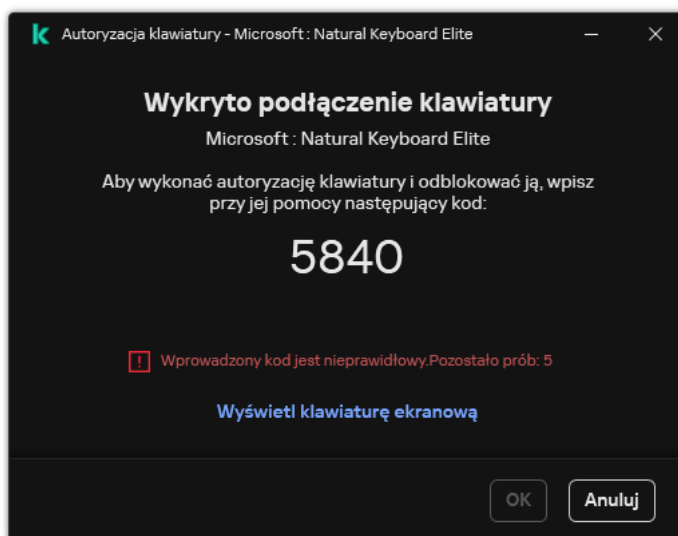 Autoryzacja klawiatury - Microsoft : Natural Keyboard Elite
Wykryto podłączenie klawiatury
Microsoft : Natural Keyboard Elite
Aby wykonać autoryzację klawiatury i odblokować ją, wpisz
przy jej pomocy następujący kod:
5840
Wprowadzony kod jest nieprawidłowy.Pozostało prób: 5
Wyświetl klawiaturę ekranową
OK
Anuluj